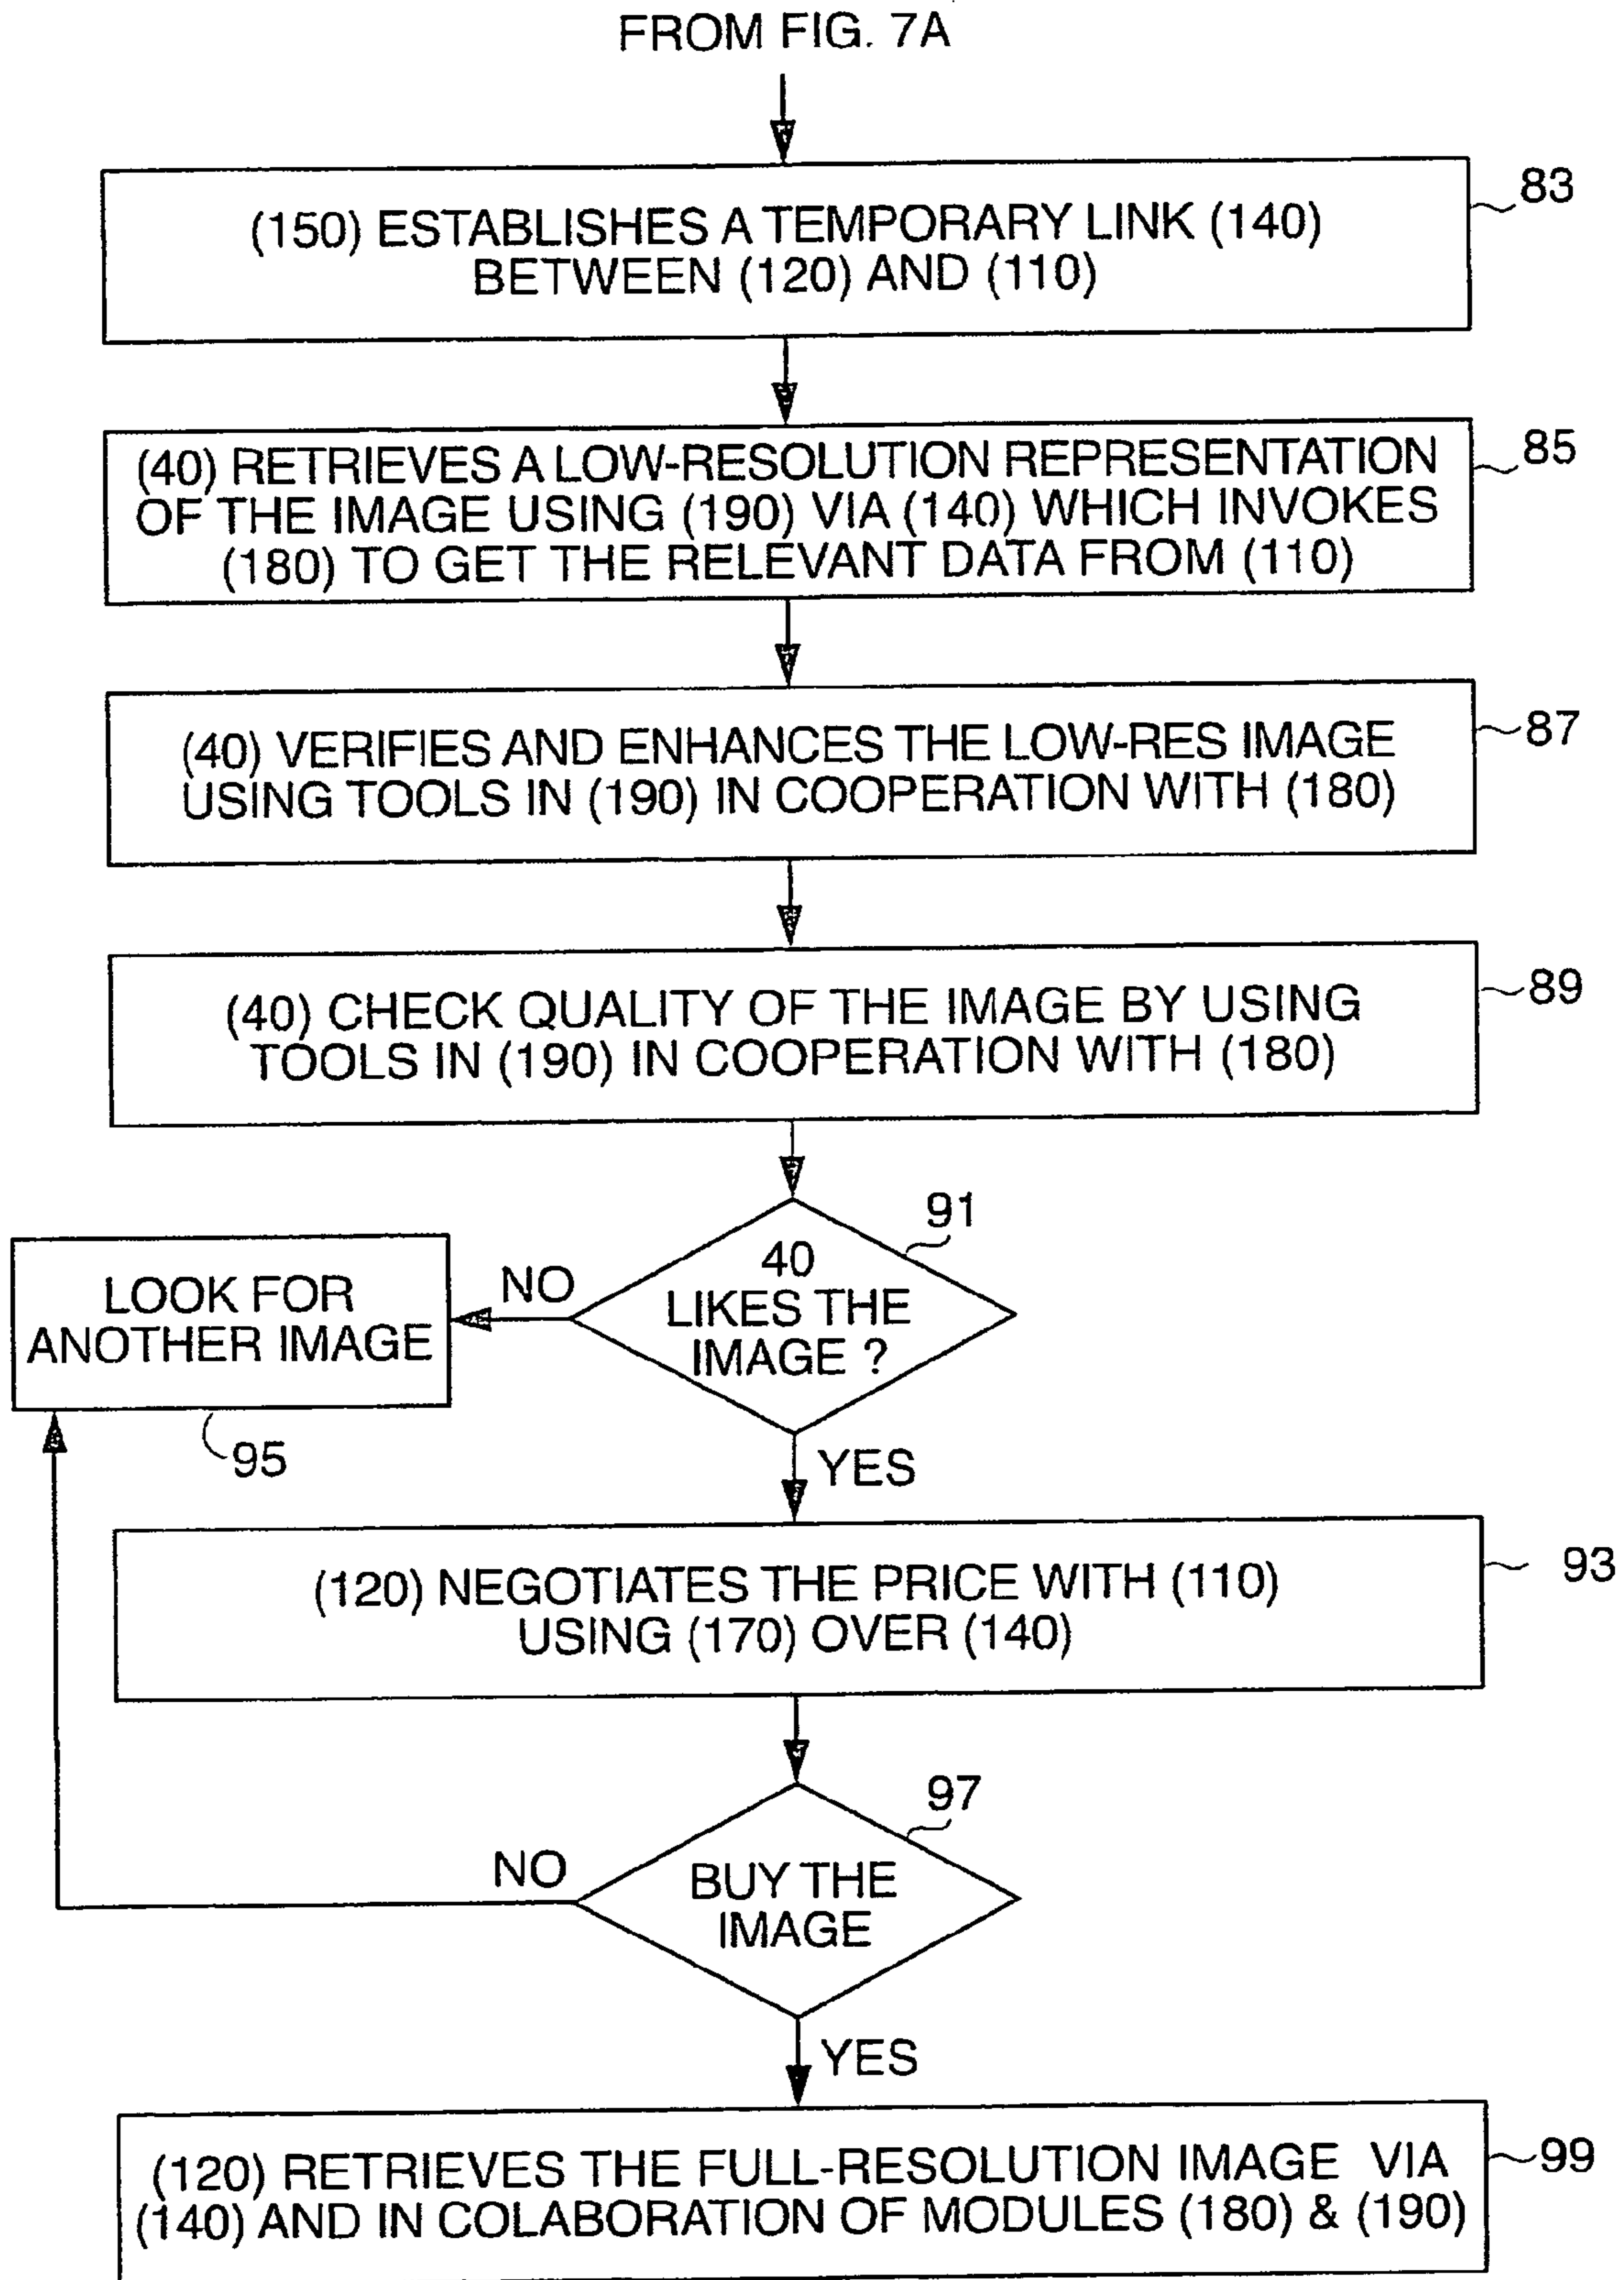 FROM FIG. 7A
83
(150) ESTABLISHES A TEMPORARY LINK (140)
BETWEEN (120) AND (110)
85
(40) RETRIEVES A LOW-RESOLUTION REPRESENTATION
OF THE IMAGE USING (190) VIA (140) WHICH INVOKES
(180) TO GET THE RELEVANT DATA FROM (110)
87
(40) VERIFIES AND ENHANCES THE LOW-RES IMAGE
USING TOOLS IN (190) IN COOPERATION WITH (180)
89
(40) CHECK QUALITY OF THE IMAGE BY USING
TOOLS IN (190) IN COOPERATION WITH (180)
91
40
LIKES THE
IMAGE ?
NO
LOOK FOR
ANOTHER IMAGE
95
YES
93
(120) NEGOTIATES THE PRICE WITH (110)
USING (170) OVER (140)
97
BUY THE
IMAGE
NO
YES
99
(120) RETRIEVES THE FULL-RESOLUTION IMAGE VIA
(140) AND IN COLABORATION OF MODULES (180) & (190)